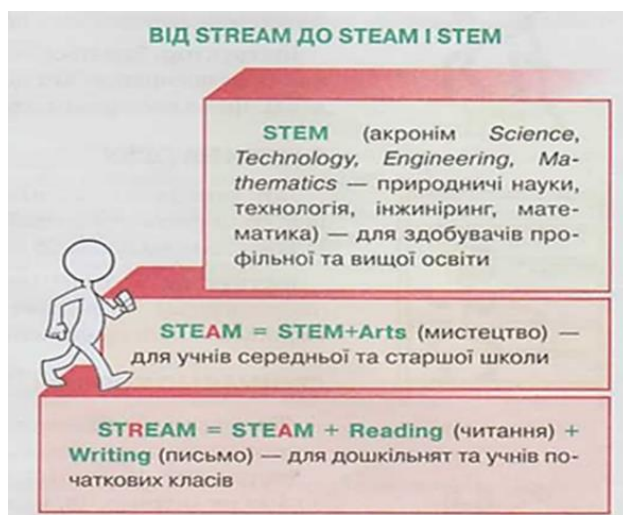 ВІД STREAM ДО STEAM І STEM
STEM (акронім Science,
Technology, Engineering, Ma-
thematics — природничі науки,
технологія, інжиніринг, мате-
матика) — для здобувачів про-
фільної та вищої освіти
STEAM = STEM+Arts (мистецтво) —
для учнів середньої та старшої школи
STREAM = STEAM + Reading (читання) +
Writing (письмо) — для дошкільнят та учнів по-
чаткових класів